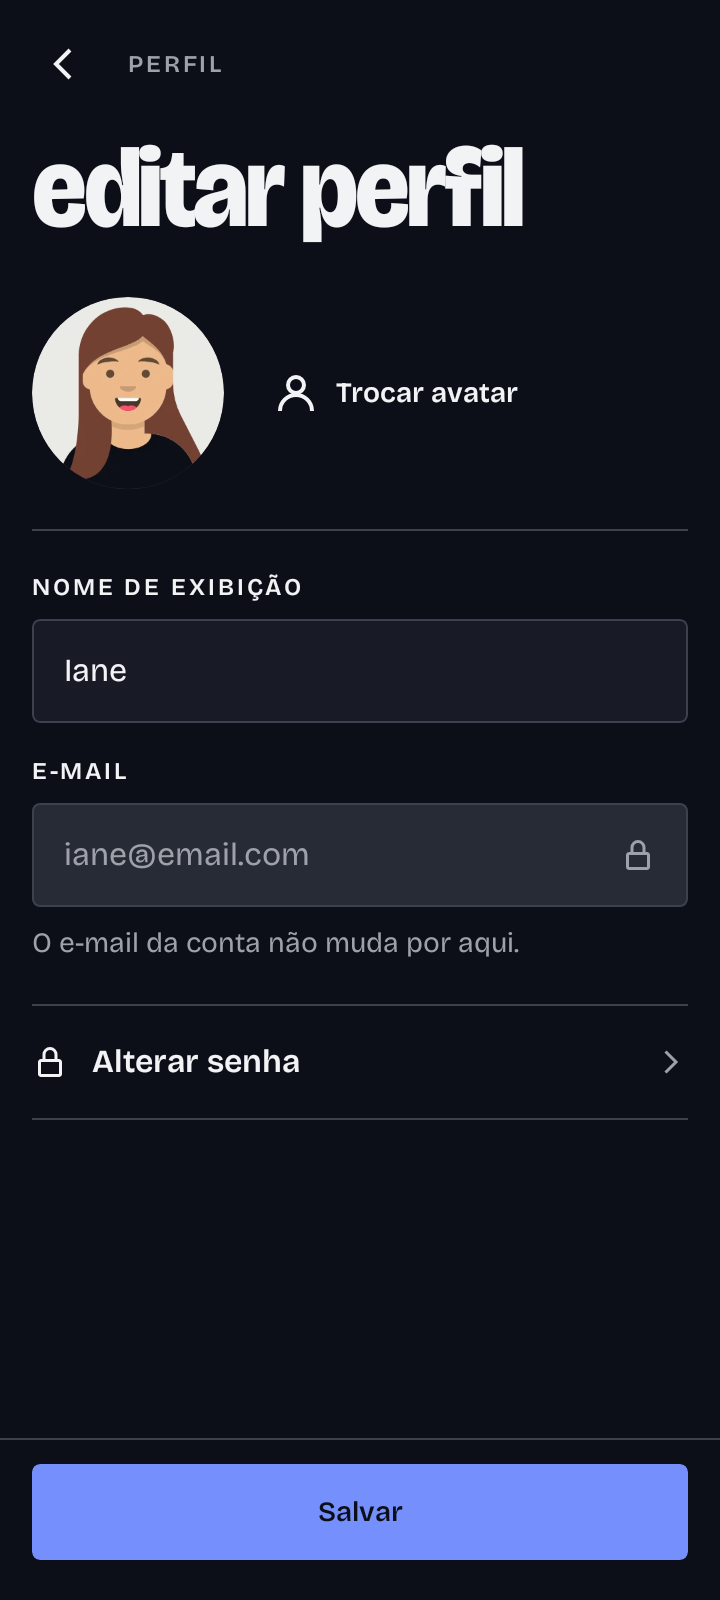 PERFIL
editar perfil
Trocar avatar
NOME DE EXIBIÇÃO
Iane
E-MAIL
iane@email.com
O e-mail da conta não muda por aqui.
Alterar senha
Salvar